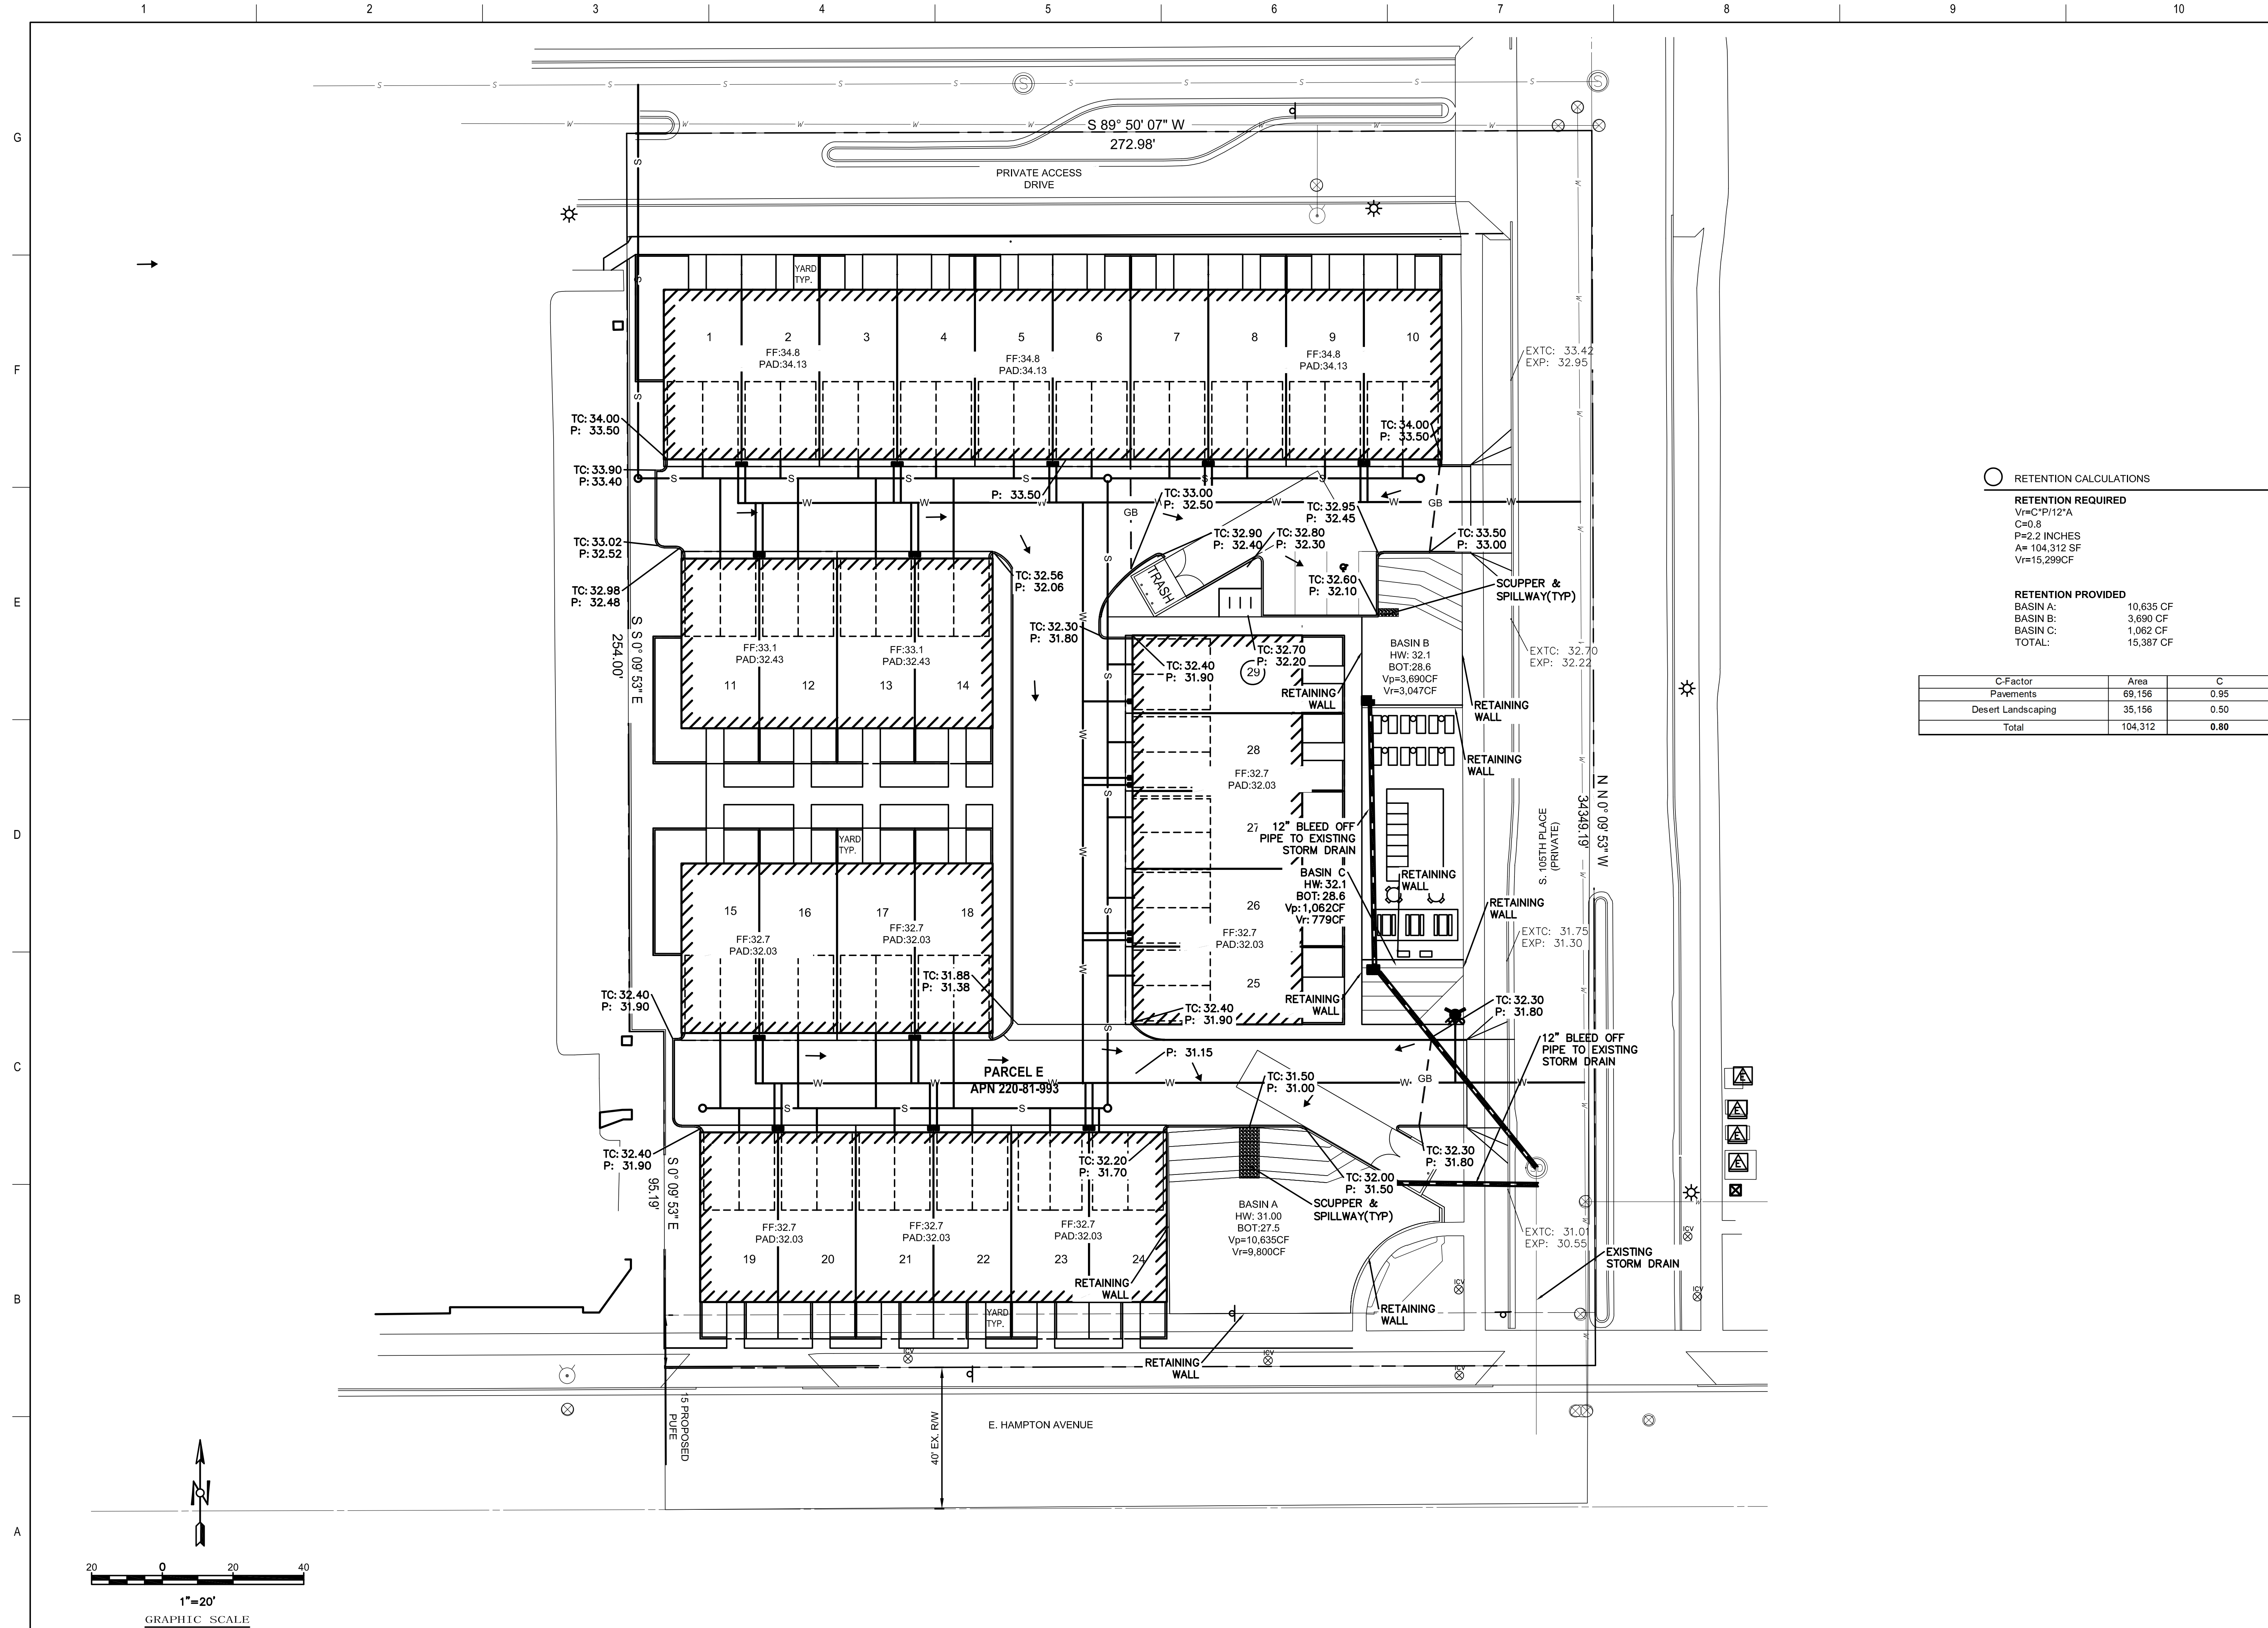 1 2 3 4 5 6 7 8 9 10
G
F
E
D
C
B
A
S 89° 50' 07" W
272.98'
PRIVATE ACCESS
DRIVE
YARD
TYP.
1 2 3 4 5 6 7 8 9 10
FF:34.8
PAD:34.13
FF:34.8
PAD:34.13
FF:34.8
PAD:34.13
EXTC: 33.42
EXP: 32.95
TC: 34.00
P: 33.50
TC: 34.00
P: 33.50
TC: 33.90
P: 33.40
P: 33.50
GB
TC: 33.00
P: 32.50
TC: 32.95
P: 32.45
GB
TC: 33.50
P: 33.00
TC: 33.02
P: 32.52
TC: 32.90
P: 32.40
TC: 32.80
P: 32.30
TRASH
TC: 32.98
P: 32.48
TC: 32.56
P: 32.06
TC: 32.60
P: 32.10
SCUPPER &
SPILLWAY(TYP)
TC: 32.30
P: 31.80
TC: 32.70
P: 32.20
TC: 32.40
P: 31.90
29
BASIN B
HW: 32.1
BOT:28.6
Vp=3,690CF
Vr=3,047CF
EXTC: 32.70
EXP: 32.22
S S 0° 09' 53" E
254.00'
FF:33.1
PAD:32.43
FF:33.1
PAD:32.43
11 12 13 14
RETAINING
WALL
RETAINING
WALL
RETAINING
WALL
28
FF:32.7
PAD:32.03
27
12" BLEED OFF
PIPE TO EXISTING
STORM DRAIN
YARD
TYP.
BASIN C
HW: 32.1
BOT: 28.6
Vp: 1,062CF
Vr: 779CF
RETAINING
WALL
RETAINING
WALL
S. 105TH PLACE
(PRIVATE)
N N 0° 09' 53" W
34349.19'
15 16 17 18
FF:32.7
PAD:32.03
FF:32.7
PAD:32.03
26
FF:32.7
PAD:32.03
25
EXTC: 31.75
EXP: 31.30
TC: 31.88
P: 31.38
TC: 32.40
P: 31.90
TC: 32.40
P: 31.90
RETAINING
WALL
TC: 32.30
P: 31.80
12" BLEED OFF
PIPE TO EXISTING
STORM DRAIN
P: 31.15
PARCEL E
APN 220-81-993
TC: 31.50
P: 31.00
GB
TC: 32.40
P: 31.90
TC: 32.20
P: 31.70
TC: 32.30
P: 31.80
TC: 32.00
P: 31.50
SCUPPER &
SPILLWAY(TYP)
S 0° 09' 53" E
95.19'
FF:32.7
PAD:32.03
FF:32.7
PAD:32.03
FF:32.7
PAD:32.03
19 20 21 22 23 24
BASIN A
HW: 31.00
BOT:27.5
Vp=10,635CF
Vr=9,800CF
EXTC: 31.01
EXP: 30.55
EXISTING
STORM DRAIN
RETAINING
WALL
YARD
TYP.
RETAINING
WALL
RETAINING
WALL
ICV
ICV
ICV
ICV
ICV
ICV
15 PROPOSED
PUFE
40' EX. R/W
E. HAMPTON AVENUE
N
20 0 20 40
1"=20'
GRAPHIC SCALE
RETENTION CALCULATIONS
RETENTION REQUIRED
Vr=C*P/12*A
C=0.8
P=2.2 INCHES
A= 104,312 SF
Vr=15,299CF
RETENTION PROVIDED
BASIN A: 10,635 CF
BASIN B: 3,690 CF
BASIN C: 1,062 CF
TOTAL: 15,387 CF
C-Factor Area C
Pavements 69,156 0.95
Desert Landscaping 35,156 0.50
Total 104,312 0.80
E
E
E
E